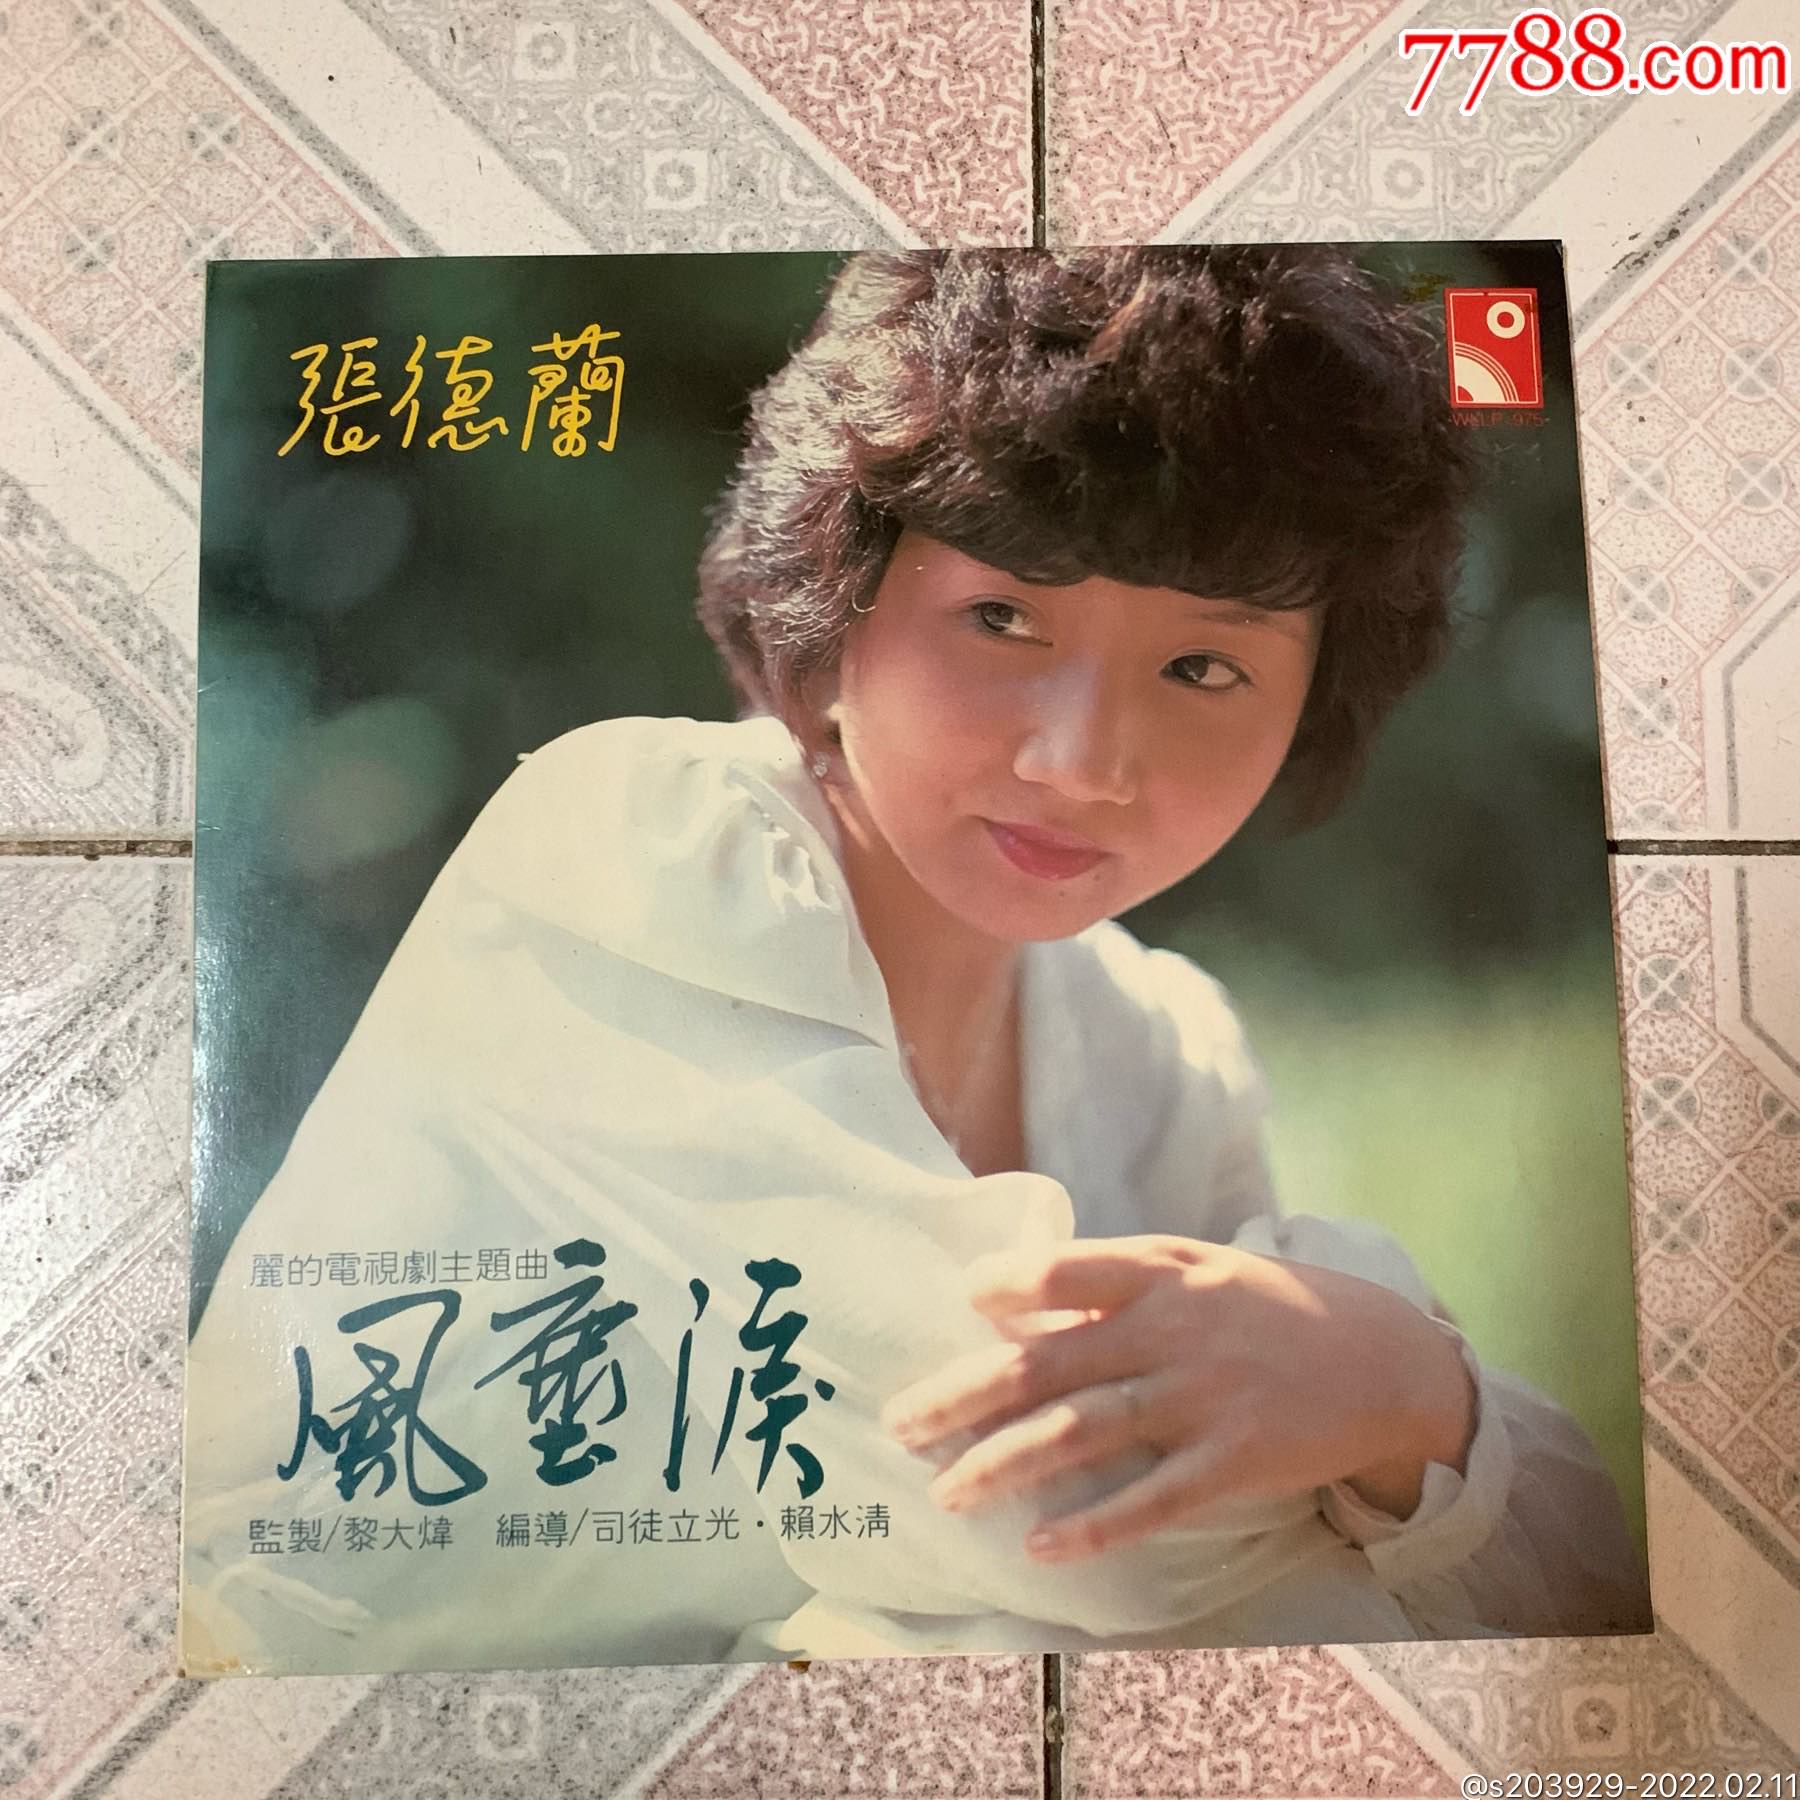 7788.com
張德蘭
WLLP-975
麗的電視劇主題曲
風塵淚
監製/黎大煒 編導/司徒立光・賴水清
@s203929-2022.02.11